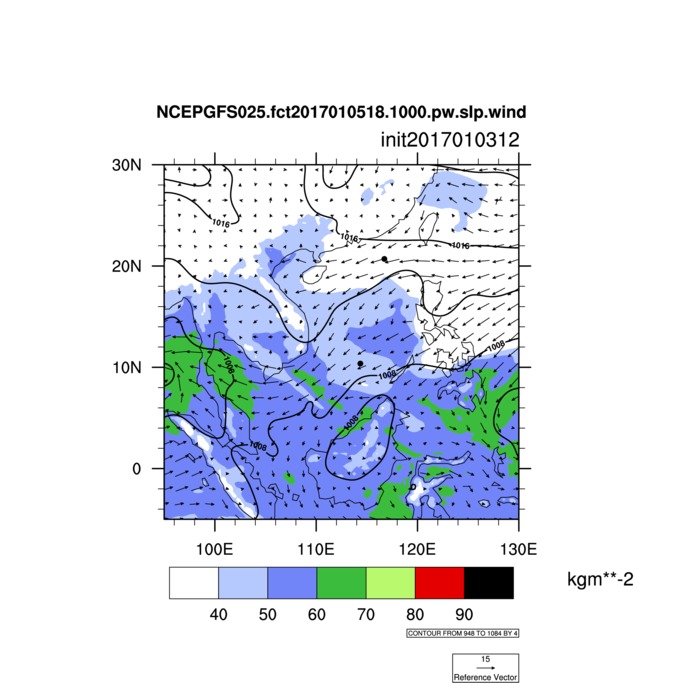 NCEPGFS025.fct2017010518.1000.pw.slp.wind
init2017010312
30N
1016
1016
1016
20N
1008
10N
1008
1008
1008
1008
0
100E
110E
120E
130E
kgm**-2
40
50
60
70
80
90
CONTOUR FROM 948 TO 1084 BY 4
15
Reference Vector